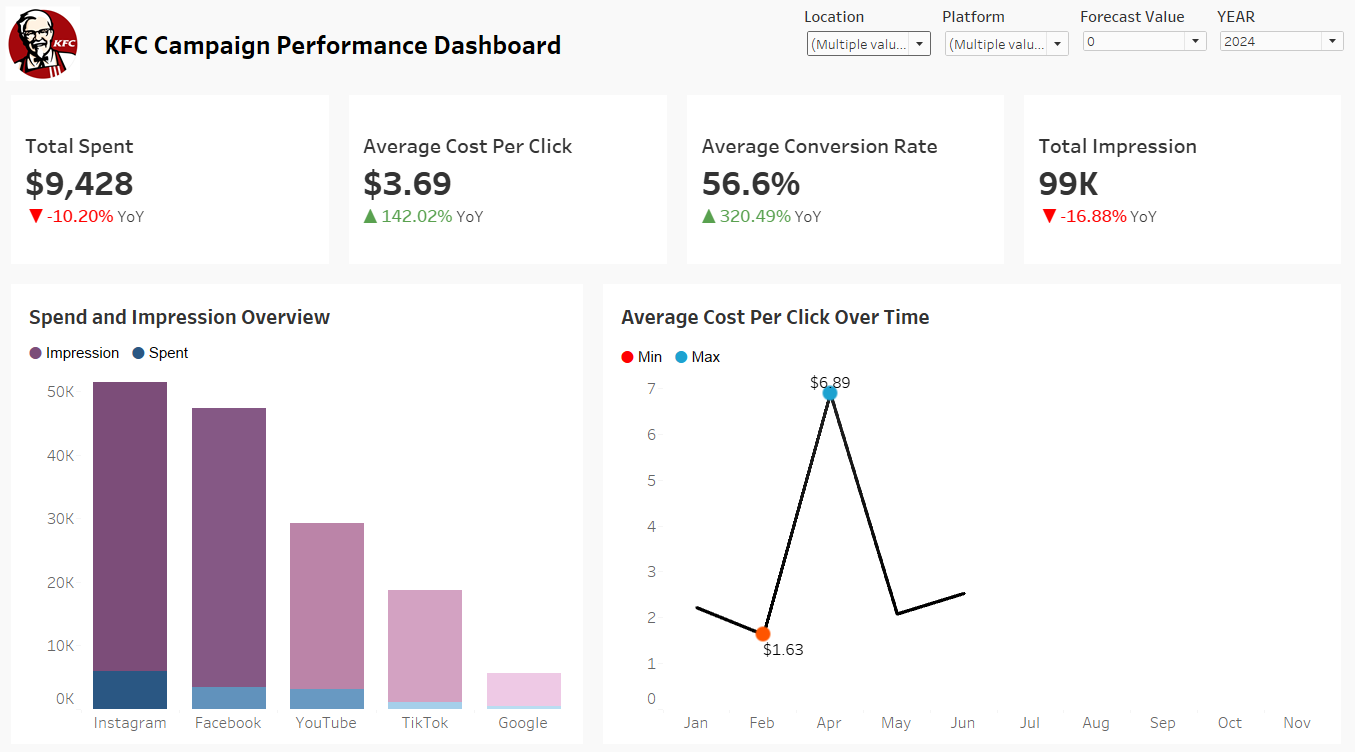 KFC
KFC Campaign Performance Dashboard
Location
(Multiple valu...
Platform
(Multiple valu...
Forecast Value
0
YEAR
2024
Total Spent
$9,428
▼ -10.20% YoY
Average Cost Per Click
$3.69
▲ 142.02% YoY
Average Conversion Rate
56.6%
▲ 320.49% YoY
Total Impression
99K
▼ -16.88% YoY
Spend and Impression Overview
Impression Spent
50K
40K
30K
20K
10K
0K
Instagram Facebook YouTube TikTok Google
Average Cost Per Click Over Time
Min Max
$6.89
7
6
5
4
3
2
$1.63
1
0
Jan Feb Apr May Jun Jul Aug Sep Oct Nov